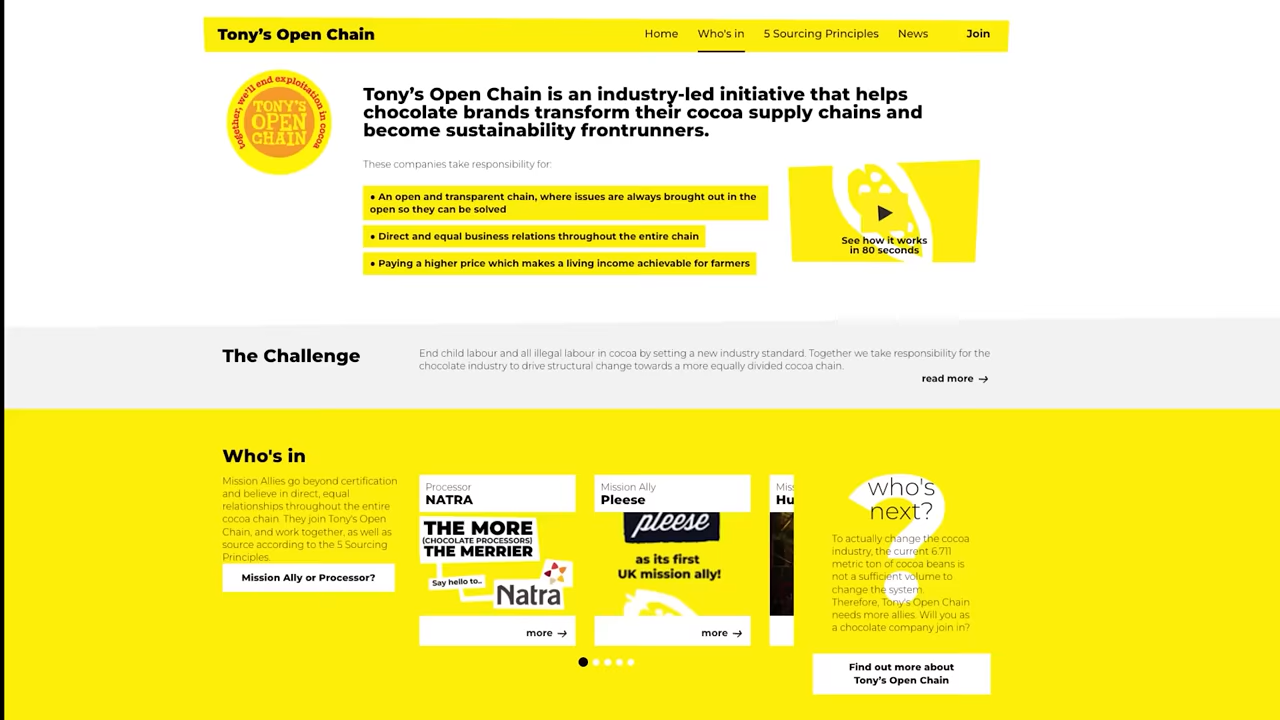 Tony's Open Chain
Home
Who's in
5 Sourcing Principles
News
Join
together, we'll end exploitation in cocoa
TONY'S
OPEN
CHAIN
Tony's Open Chain is an industry-led initiative that helps
chocolate brands transform their cocoa supply chains and
become sustainability frontrunners.
These companies take responsibility for:
• An open and transparent chain, where issues are always brought out in the
open so they can be solved
• Direct and equal business relations throughout the entire chain
• Paying a higher price which makes a living income achievable for farmers
See how it works
in 80 seconds
The Challenge
End child labour and all illegal labour in cocoa by setting a new industry standard. Together we take responsibility for the
chocolate industry to drive structural change towards a more equally divided cocoa chain.
read more →
Who's in
Mission Allies go beyond certification
and believe in direct, equal
relationships throughout the entire
cocoa chain. They join Tony's Open
Chain, and work together, as well as
source according to the 5 Sourcing
Principles.
Mission Ally or Processor?
Processor
NATRA
THE MORE
(CHOCOLATE PROCESSORS)
THE MERRIER
Say hello to..
Natra
more →
Mission Ally
Pleese
pleese
as its first
UK mission ally!
more →
Miss
Hu
who's
next?
To actually change the cocoa
industry, the current 6.711
metric ton of cocoa beans is
not a sufficient volume to
change the system.
Therefore, Tony's Open Chain
needs more allies. Will you as
a chocolate company join in?
Find out more about
Tony's Open Chain